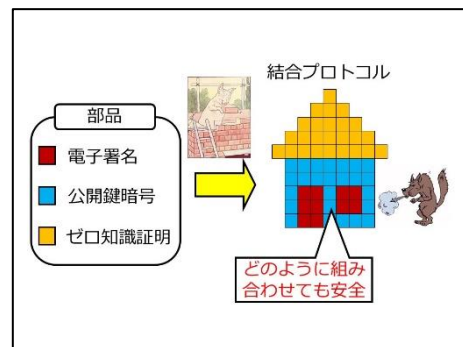 部品
電子署名
公開鍵暗号
ゼロ知識証明
結合プロトコル
どのように組み
合わせても安全